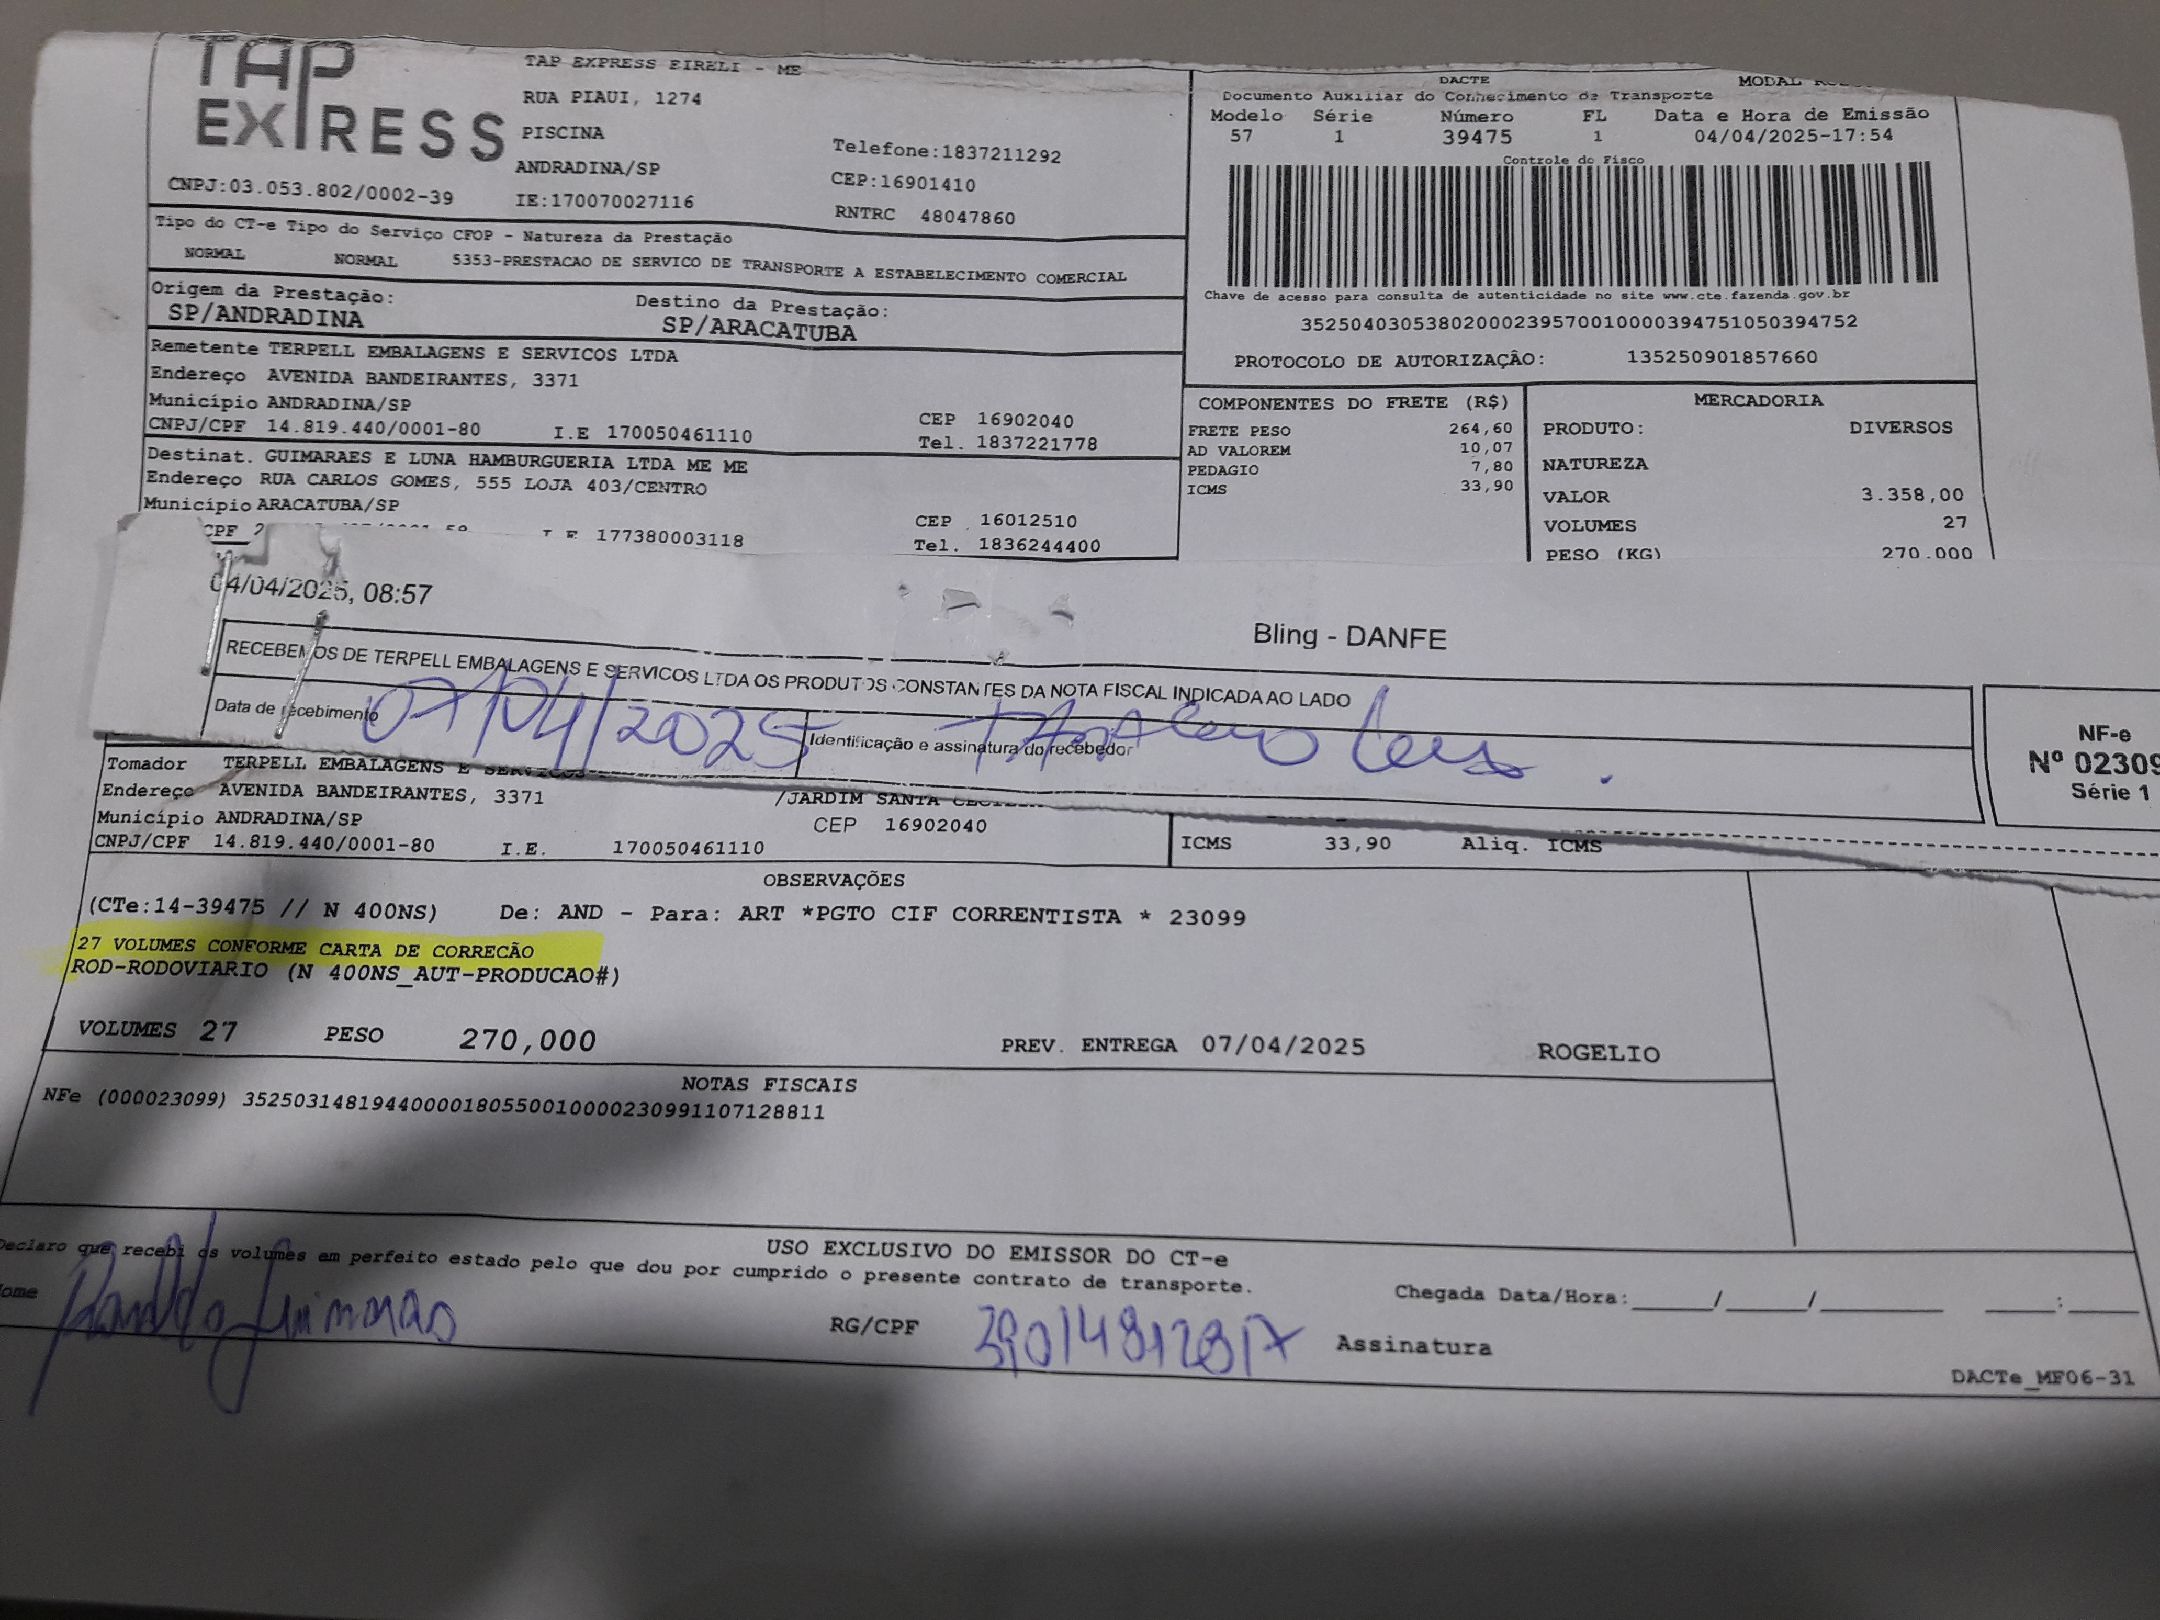 TAP EXPRESS
TAP EXPRESS EIRELI - ME
RUA PIAUI, 1274
PISCINA
ANDRADINA/SP
Telefone:1837211292
CEP:16901410
CNPJ:03.053.802/0002-39
IE:170070027116
RNTRC 48047860
Tipo do CT-e Tipo do Serviço CFOP - Natureza da Prestação
NORMAL NORMAL 5353-PRESTACAO DE SERVICO DE TRANSPORTE A ESTABELECIMENTO COMERCIAL
Origem da Prestação: Destino da Prestação:
SP/ANDRADINA SP/ARACATUBA
Remetente TERPELL EMBALAGENS E SERVICOS LTDA
Endereço AVENIDA BANDEIRANTES, 3371
Município ANDRADINA/SP CEP 16902040
CNPJ/CPF 14.819.440/0001-80 I.E 170050461110 Tel. 1837221778
Destinat. GUIMARAES E LUNA HAMBURGUERIA LTDA ME ME
Endereço RUA CARLOS GOMES, 555 LOJA 403/CENTRO
Município ARACATUBA/SP CEP 16012510
CPF 177380003118 Tel. 1836244400
DACTE MODAL
Documento Auxiliar do Conhecimento de Transporte
Modelo Série Número FL Data e Hora de Emissão
57 1 39475 1 04/04/2025-17:54
Controle do Fisco
Chave de acesso para consulta de autenticidade no site www.cte.fazenda.gov.br
35250403053802000239570010000394751050394752
PROTOCOLO DE AUTORIZAÇÃO: 135250901857660
COMPONENTES DO FRETE (R$)
FRETE PESO 264,60
AD VALOREM 10,07
PEDAGIO 7,80
ICMS 33,90
MERCADORIA
PRODUTO: DIVERSOS
NATUREZA
VALOR 3.358,00
VOLUMES 27
PESO (KG) 270.000
04/04/2025, 08:57
Bling - DANFE
RECEBEMOS DE TERPELL EMBALAGENS E SERVICOS LTDA OS PRODUTOS CONSTANTES DA NOTA FISCAL INDICADA AO LADO
Data de recebimento 07/04/2025 Identificação e assinatura do recebedor
NF-e
Nº 02309
Série 1
Tomador TERPELL EMBALAGENS E SERVICOS
Endereço AVENIDA BANDEIRANTES, 3371 /JARDIM SANTA
Município ANDRADINA/SP CEP 16902040
CNPJ/CPF 14.819.440/0001-80 I.E. 170050461110
ICMS 33,90 Aliq. ICMS
OBSERVAÇÕES
(CTe:14-39475 // N 400NS) De: AND - Para: ART *PGTO CIF CORRENTISTA * 23099
27 VOLUMES CONFORME CARTA DE CORRECÃO
ROD-RODOVIARIO (N 400NS_AUT-PRODUCAO#)
VOLUMES 27 PESO 270,000 PREV. ENTREGA 07/04/2025 ROGELIO
NOTAS FISCAIS
NFe (000023099) 35250314819440000180550010000230991107128811
USO EXCLUSIVO DO EMISSOR DO CT-e
Declaro que recebi os volumes em perfeito estado pelo que dou por cumprido o presente contrato de transporte.
Chegada Data/Hora:_____/_____/_______ ____:____
RG/CPF Assinatura
DACTe_MF06-31